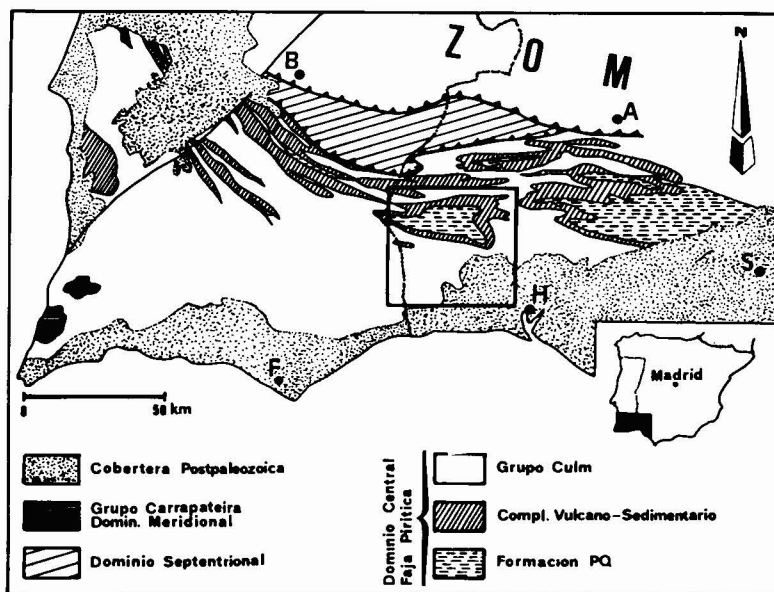 Z O M
N
B
A
S
H
F
Madrid
0 50 km
Cobertera Postpaleozoica
Grupo Carrapateira
Domin. Meridional
Dominio Septentrional
Dominio Central
Faja Piritica
Grupo Culm
Compl. Vulcano-Sedimentario
Formacion PQ